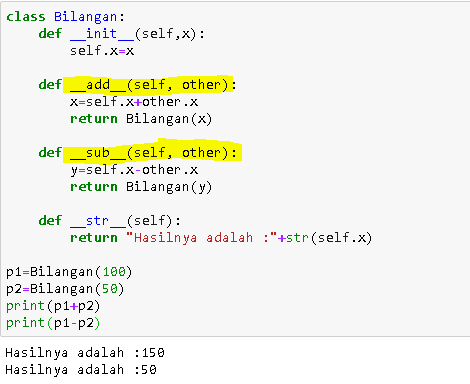 class Bilangan:
    def __init__(self,x):
        self.x=x
    def __add__(self, other):
        x=self.x+other.x
        return Bilangan(x)
    def __sub__(self, other):
        y=self.x-other.x
        return Bilangan(y)
    def __str__(self):
        return "Hasilnya adalah :"+str(self.x)
p1=Bilangan(100)
p2=Bilangan(50)
print(p1+p2)
print(p1-p2)
Hasilnya adalah :150
Hasilnya adalah :50